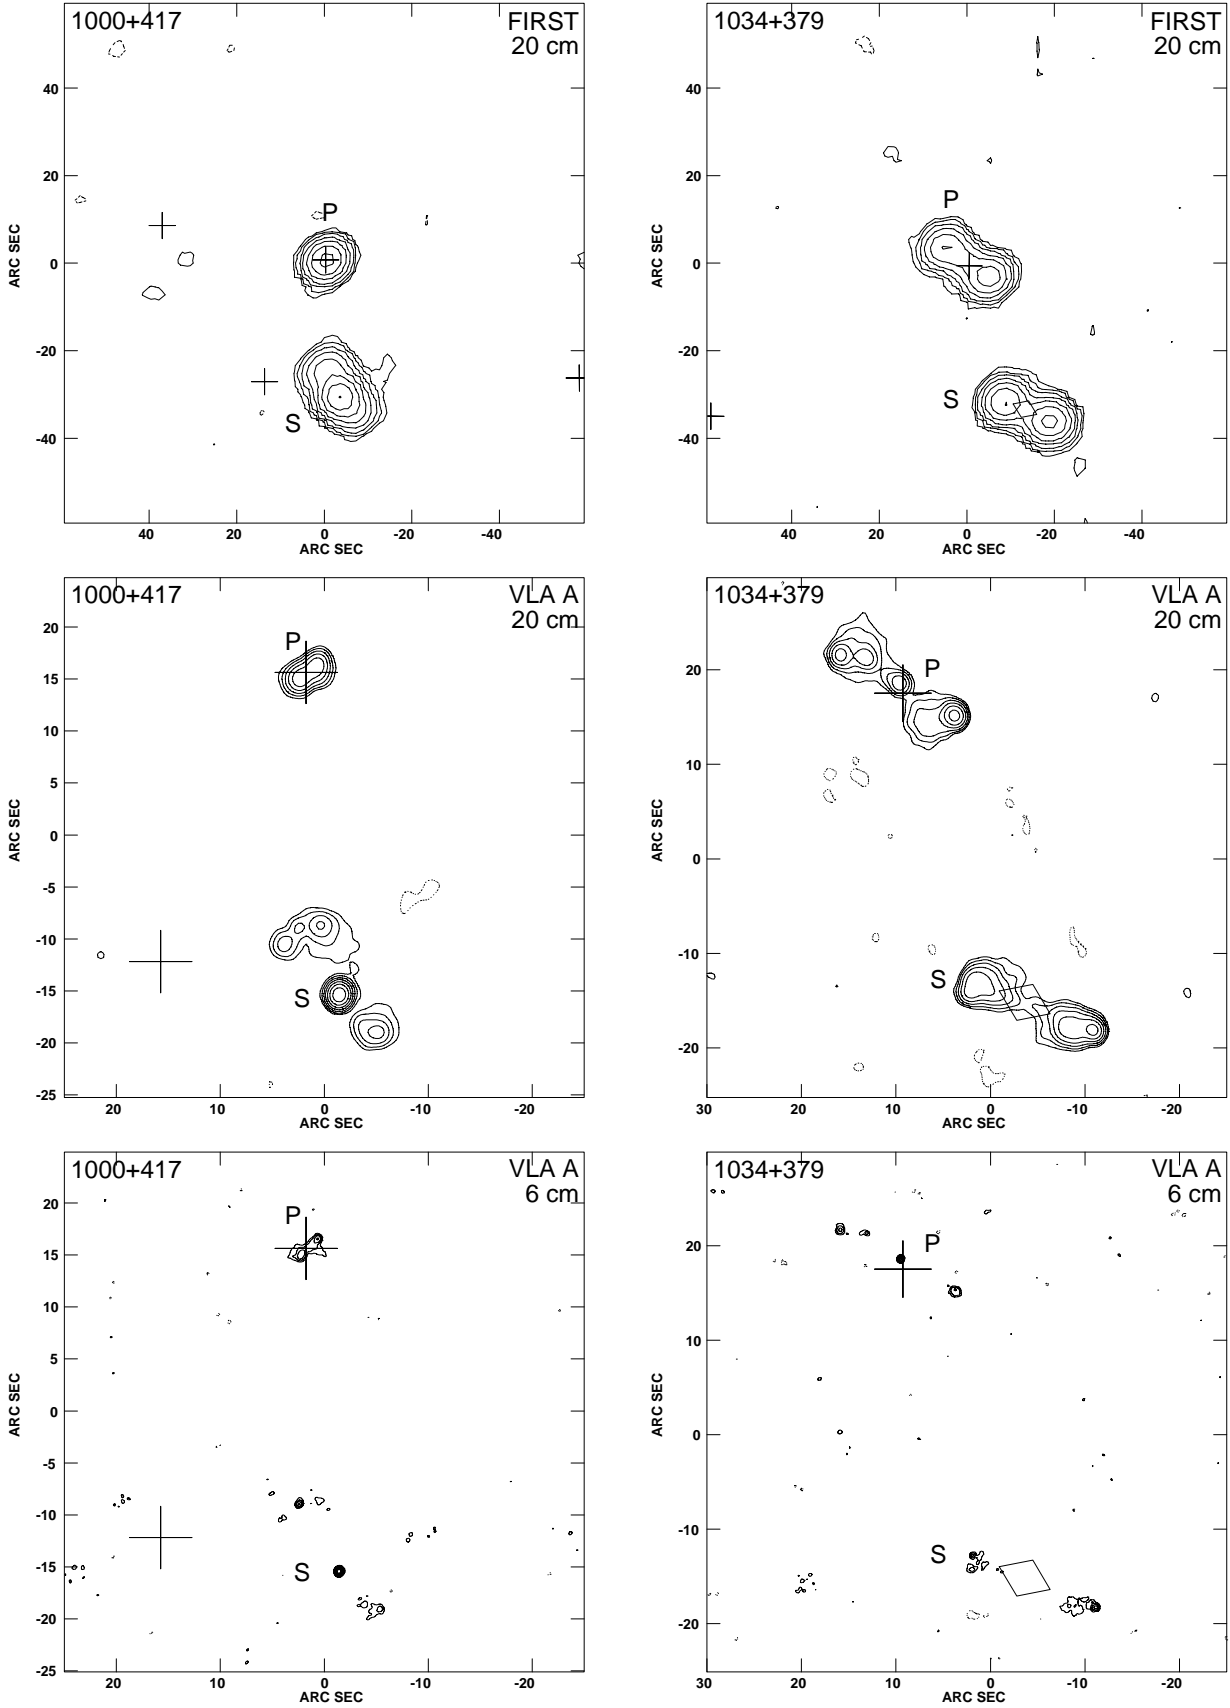 1000+417 FIRST
20 cm
P
S
40
20
0
-20
-40
ARC SEC
40 20 0 -20 -40
ARC SEC
1034+379 FIRST
20 cm
P
S
40
20
0
-20
-40
ARC SEC
40 20 0 -20 -40
ARC SEC
1000+417 VLA A
20 cm
P
S
20
15
10
5
0
-5
-10
-15
-20
-25
ARC SEC
20 10 0 -10 -20
ARC SEC
1034+379 VLA A
20 cm
P
S
20
10
0
-10
-20
ARC SEC
30 20 10 0 -10 -20
ARC SEC
1000+417 VLA A
6 cm
P
S
20
15
10
5
0
-5
-10
-15
-20
-25
ARC SEC
20 10 0 -10 -20
ARC SEC
1034+379 VLA A
6 cm
P
S
20
10
0
-10
-20
ARC SEC
20 10 0 -10 -20
ARC SEC